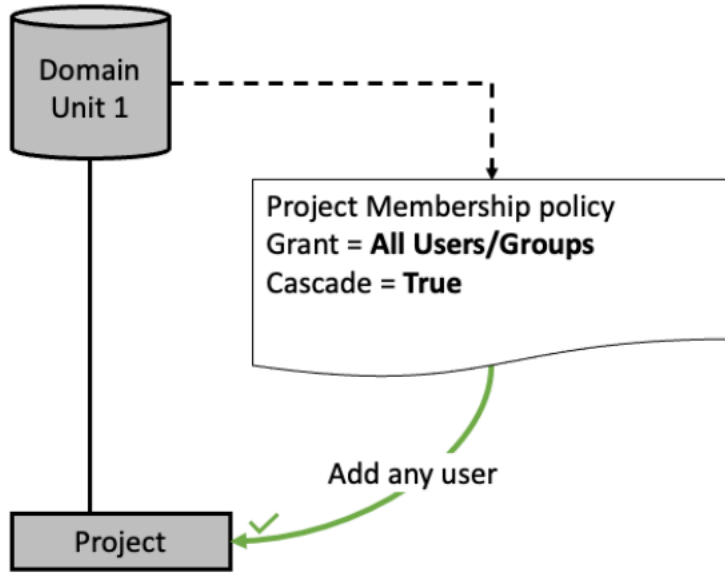 Domain
Unit 1
Project Membership policy
Grant = All Users/Groups
Cascade = True
Add any user
Project